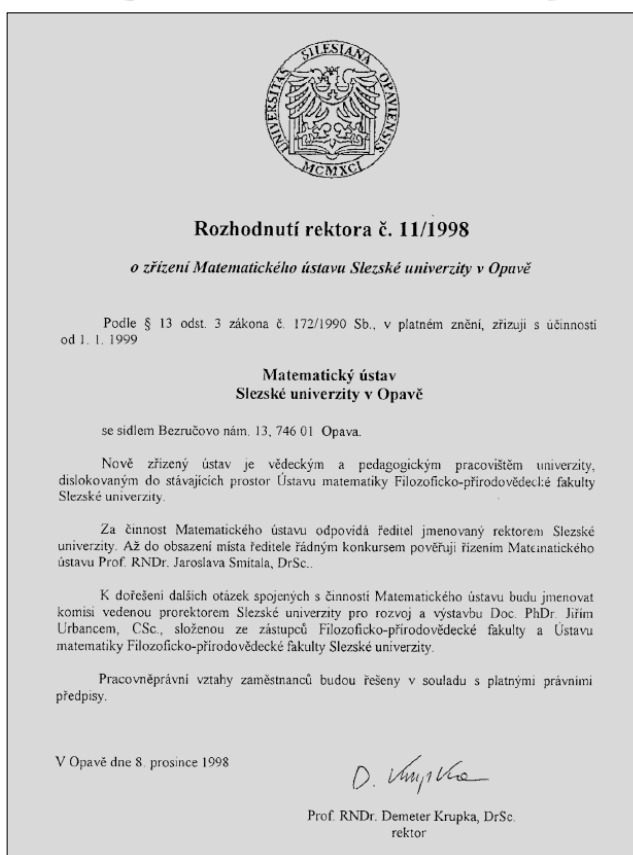 UNIVERSITAS SILESIANA OPAVIENSIS
MCMXCI
Rozhodnutí rektora č. 11/1998
o zřízení Matematického ústavu Slezské univerzity v Opavě
Podle § 13 odst. 3 zákona č. 172/1990 Sb., v platném znění, zřizuji s účinností
od 1. 1. 1999
Matematický ústav
Slezské univerzity v Opavě
se sídlem Bezručovo nám. 13, 746 01 Opava.
Nově zřízený ústav je vědeckým a pedagogickým pracovištěm univerzity,
dislokovaným do stávajících prostor Ústavu matematiky Filozoficko-přírodovědecké fakulty
Slezské univerzity.
Za činnost Matematického ústavu odpovídá ředitel jmenovaný rektorem Slezské
univerzity. Až do obsazení místa ředitele řádným konkursem pověřuji řízením Matematického
ústavu Prof. RNDr. Jaroslava Smítala, DrSc..
K dořešení dalších otázek spojených s činností Matematického ústavu budu jmenovat
komisi vedenou prorektorem Slezské univerzity pro rozvoj a výstavbu Doc. PhDr. Jiřím
Urbancem, CSc., složenou ze zástupců Filozoficko-přírodovědecké fakulty a Ústavu
matematiky Filozoficko-přírodovědecké fakulty Slezské univerzity.
Pracovněprávní vztahy zaměstnanců budou řešeny v souladu s platnými právními
předpisy.
V Opavě dne 8. prosince 1998
D. Krupka
Prof. RNDr. Demeter Krupka, DrSc.
rektor